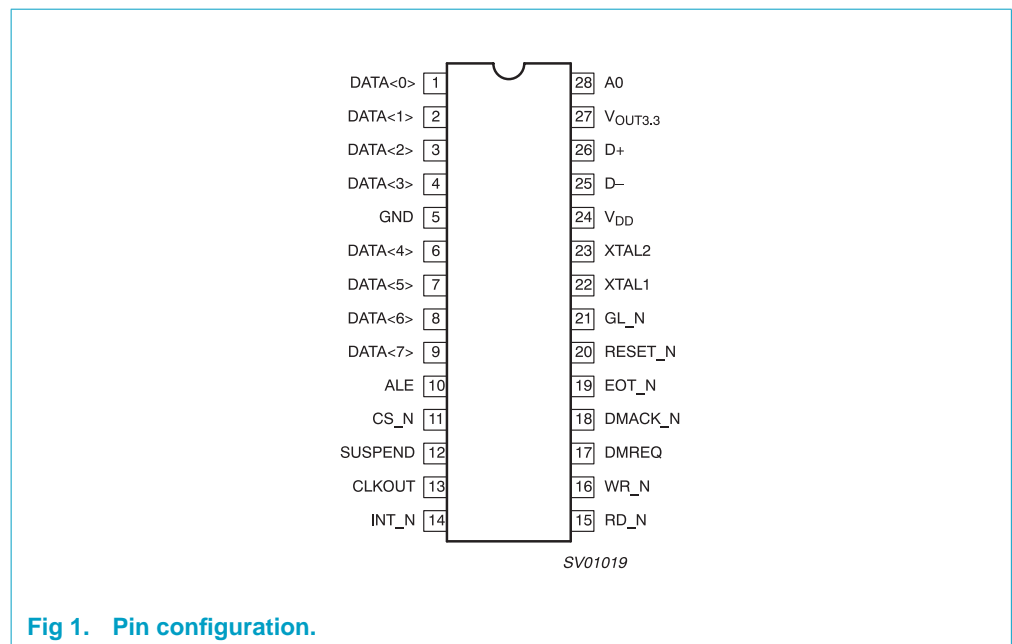 DATA<0> 1 28 A0
DATA<1> 2 27 VOUT3.3
DATA<2> 3 26 D+
DATA<3> 4 25 D–
GND 5 24 VDD
DATA<4> 6 23 XTAL2
DATA<5> 7 22 XTAL1
DATA<6> 8 21 GL_N
DATA<7> 9 20 RESET_N
ALE 10 19 EOT_N
CS_N 11 18 DMACK_N
SUSPEND 12 17 DMREQ
CLKOUT 13 16 WR_N
INT_N 14 15 RD_N
SV01019
Fig 1. Pin configuration.